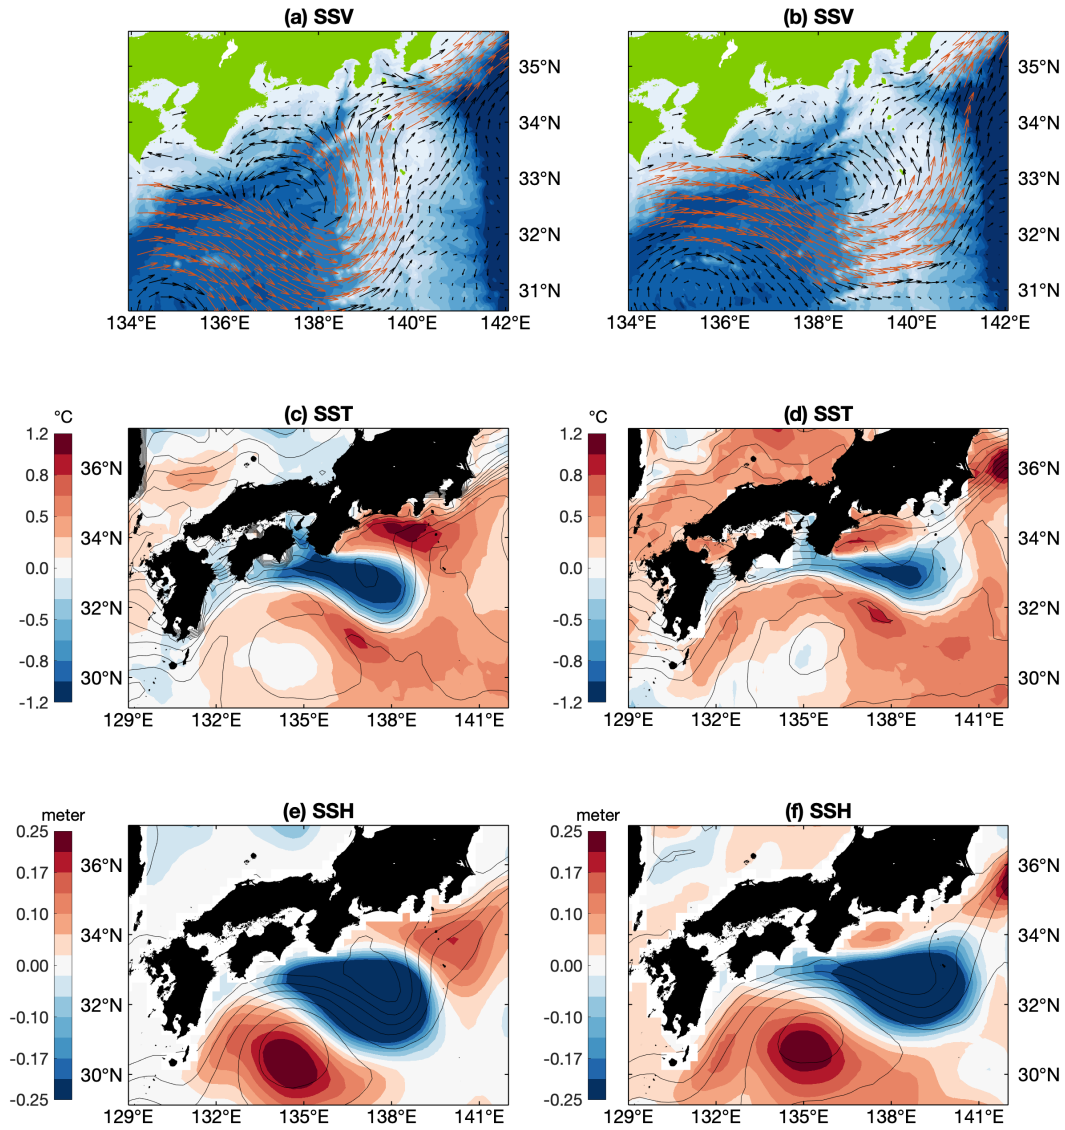 (a) SSV
35°N
34°N
33°N
32°N
31°N
134°E 136°E 138°E 140°E 142°E
(b) SSV
35°N
34°N
33°N
32°N
31°N
134°E 136°E 138°E 140°E 142°E
(c) SST
°C
1.2
0.8
0.5
0.0
-0.5
-0.8
-1.2
36°N
34°N
32°N
30°N
129°E 132°E 135°E 138°E 141°E
(d) SST
°C
1.2
0.8
0.5
0.0
-0.5
-0.8
-1.2
36°N
34°N
32°N
30°N
129°E 132°E 135°E 138°E 141°E
(e) SSH
meter
0.25
0.17
0.10
0.00
-0.10
-0.17
-0.25
36°N
34°N
32°N
30°N
129°E 132°E 135°E 138°E 141°E
(f) SSH
meter
0.25
0.17
0.10
0.00
-0.10
-0.17
-0.25
36°N
34°N
32°N
30°N
129°E 132°E 135°E 138°E 141°E